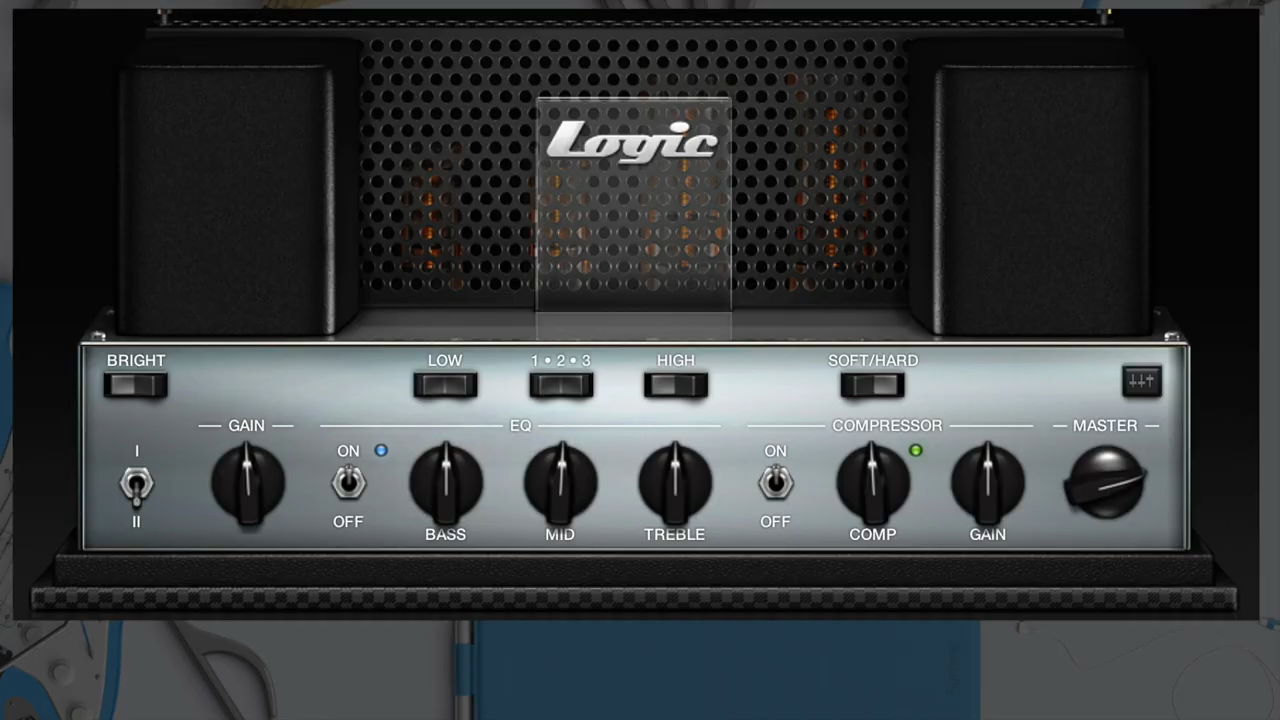 Logic
BRIGHT
LOW
1 • 2 • 3
HIGH
SOFT/HARD
GAIN
EQ
COMPRESSOR
MASTER
I
ON
ON
II
OFF
OFF
BASS
MID
TREBLE
COMP
GAIN